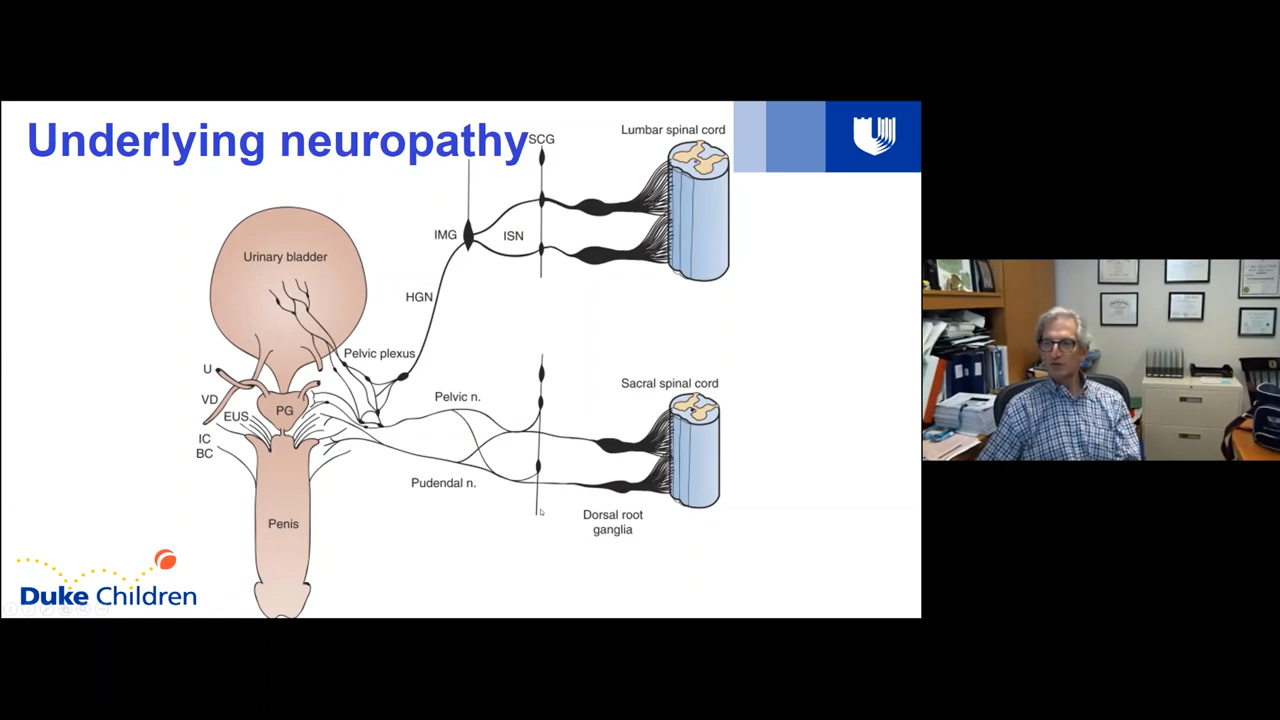 Underlying neuropathy
SCG
Lumbar spinal cord
Urinary bladder
IMG
ISN
HGN
Pelvic plexus
U
Pelvic n.
Sacral spinal cord
VD
PG
EUS
IC
BC
Pudendal n.
Penis
Dorsal root
ganglia
Duke Children